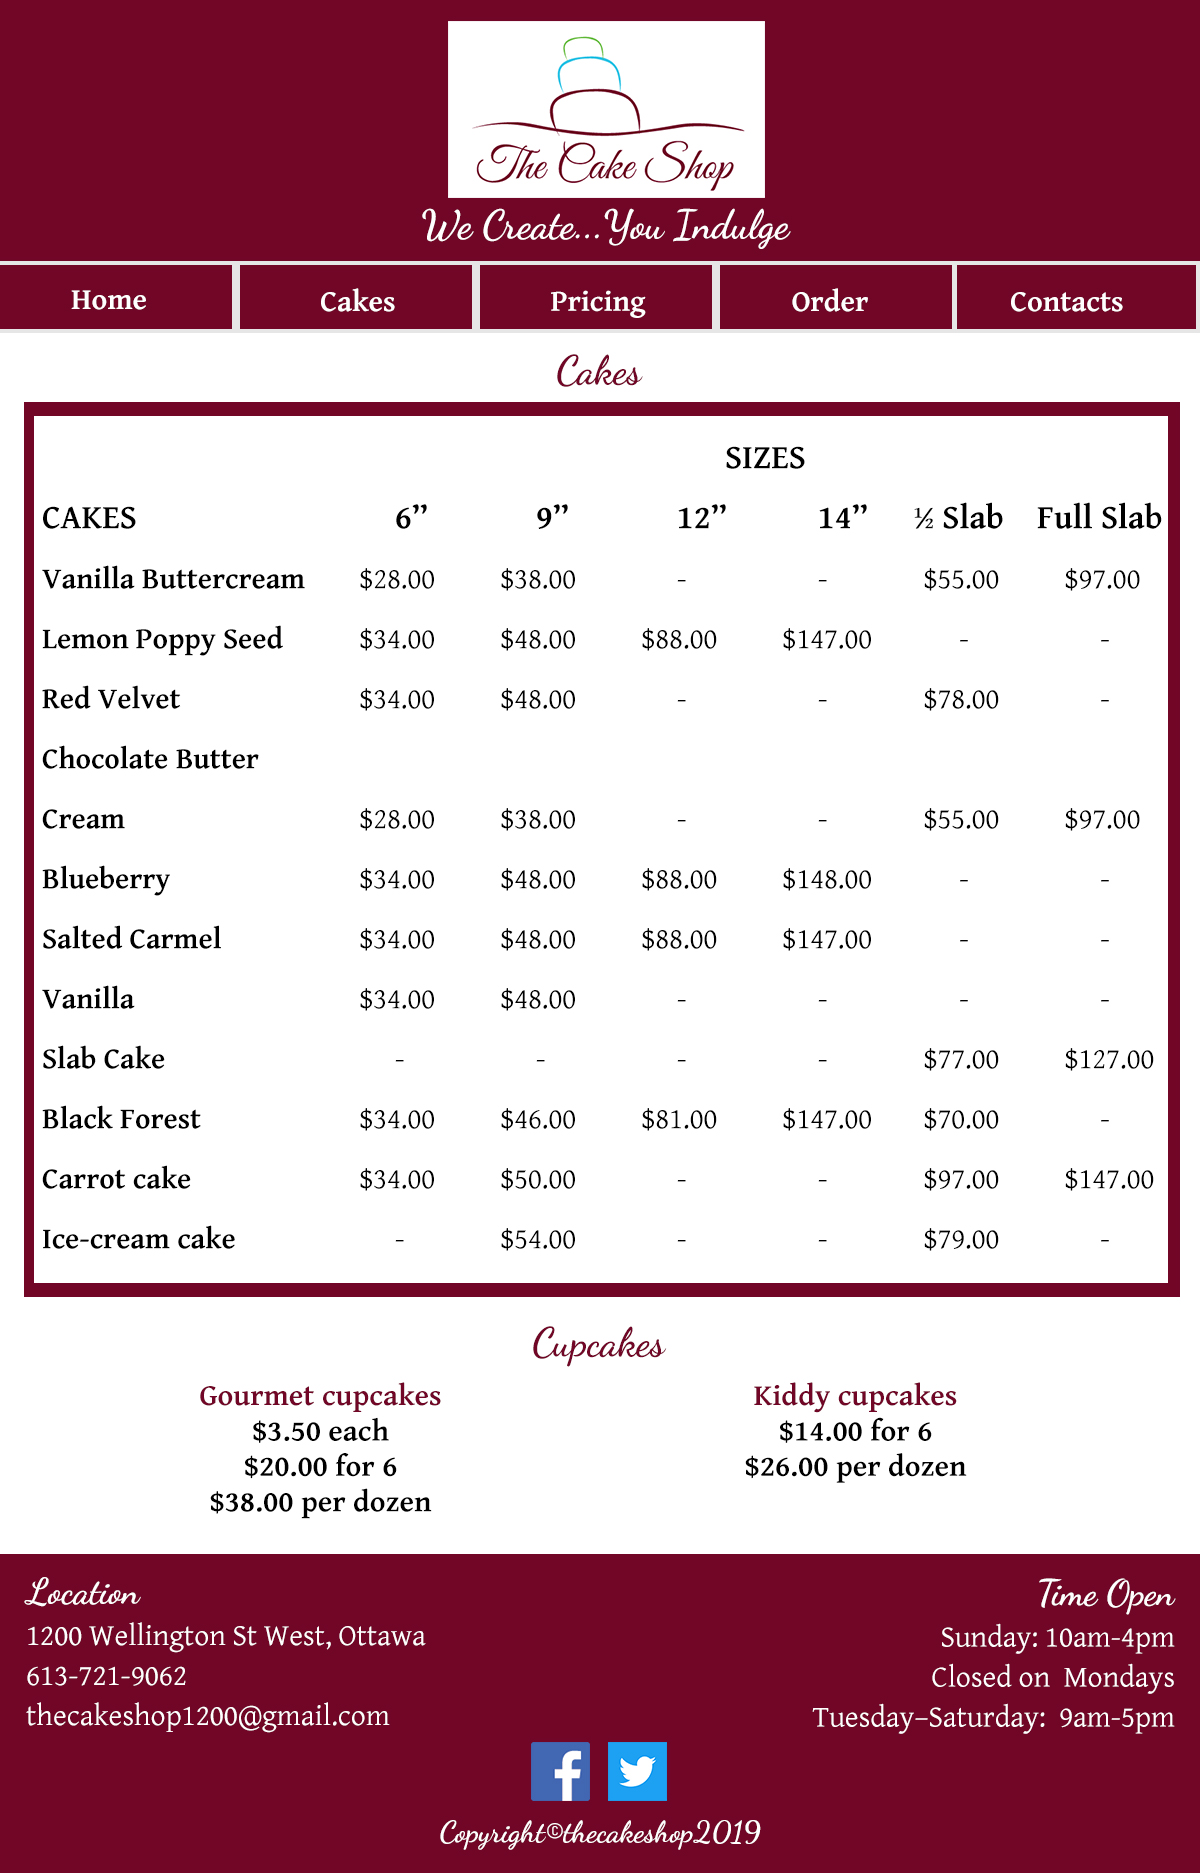 The Cake Shop
We Create...You Indulge
Home Cakes Pricing Order Contacts
Cakes
SIZES
CAKES 6” 9” 12” 14” ½ Slab Full Slab
Vanilla Buttercream $28.00 $38.00 - - $55.00 $97.00
Lemon Poppy Seed $34.00 $48.00 $88.00 $147.00 - -
Red Velvet $34.00 $48.00 - - $78.00 -
Chocolate Butter
Cream $28.00 $38.00 - - $55.00 $97.00
Blueberry $34.00 $48.00 $88.00 $148.00 - -
Salted Carmel $34.00 $48.00 $88.00 $147.00 - -
Vanilla $34.00 $48.00 - - - -
Slab Cake - - - - $77.00 $127.00
Black Forest $34.00 $46.00 $81.00 $147.00 $70.00 -
Carrot cake $34.00 $50.00 - - $97.00 $147.00
Ice-cream cake - $54.00 - - $79.00 -
Cupcakes
Gourmet cupcakes
$3.50 each
$20.00 for 6
$38.00 per dozen
Kiddy cupcakes
$14.00 for 6
$26.00 per dozen
Location
1200 Wellington St West, Ottawa
613-721-9062
thecakeshop1200@gmail.com
Time Open
Sunday: 10am-4pm
Closed on Mondays
Tuesday–Saturday: 9am-5pm
Copyright©thecakeshop2019